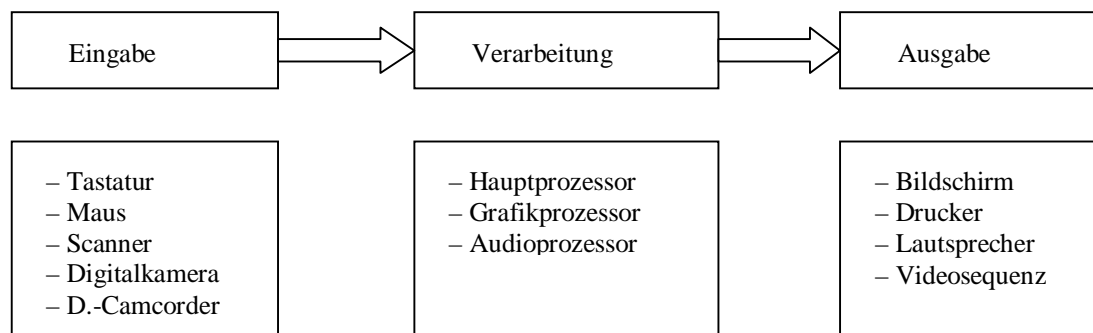 Eingabe
Verarbeitung
Ausgabe
– Tastatur
– Maus
– Scanner
– Digitalkamera
– D.-Camcorder
– Hauptprozessor
– Grafikprozessor
– Audioprozessor
– Bildschirm
– Drucker
– Lautsprecher
– Videosequenz